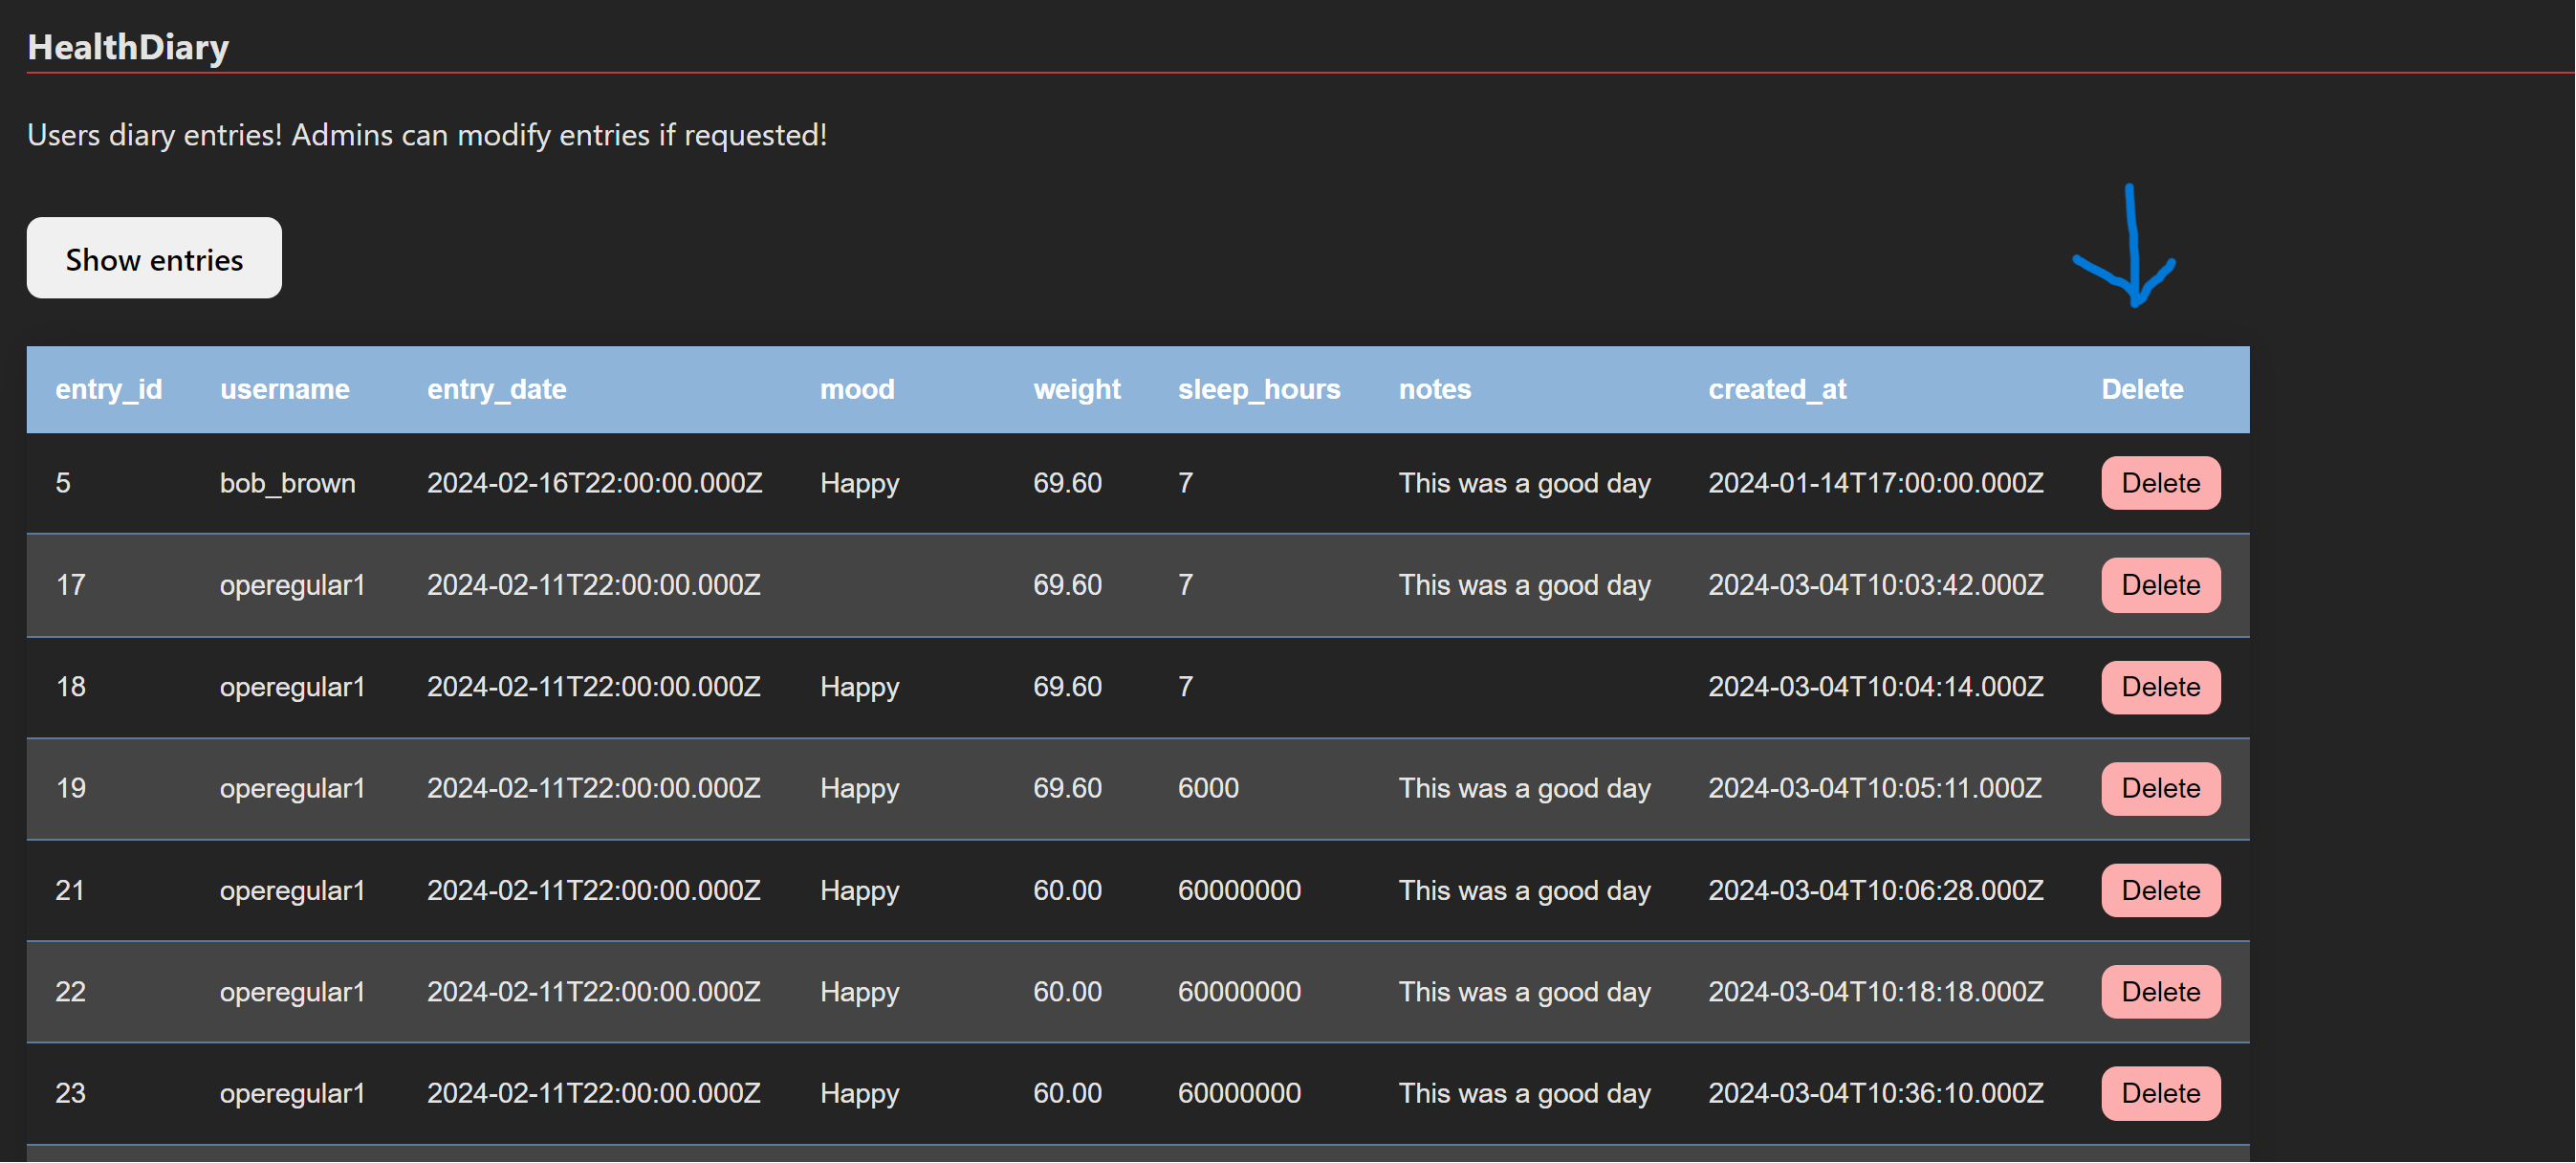 HealthDiary
Users diary entries! Admins can modify entries if requested!
Show entries
entry_id username entry_date mood weight sleep_hours notes created_at Delete
5 bob_brown 2024-02-16T22:00:00.000Z Happy 69.60 7 This was a good day 2024-01-14T17:00:00.000Z Delete
17 operegular1 2024-02-11T22:00:00.000Z 69.60 7 This was a good day 2024-03-04T10:03:42.000Z Delete
18 operegular1 2024-02-11T22:00:00.000Z Happy 69.60 7 2024-03-04T10:04:14.000Z Delete
19 operegular1 2024-02-11T22:00:00.000Z Happy 69.60 6000 This was a good day 2024-03-04T10:05:11.000Z Delete
21 operegular1 2024-02-11T22:00:00.000Z Happy 60.00 60000000 This was a good day 2024-03-04T10:06:28.000Z Delete
22 operegular1 2024-02-11T22:00:00.000Z Happy 60.00 60000000 This was a good day 2024-03-04T10:18:18.000Z Delete
23 operegular1 2024-02-11T22:00:00.000Z Happy 60.00 60000000 This was a good day 2024-03-04T10:36:10.000Z Delete